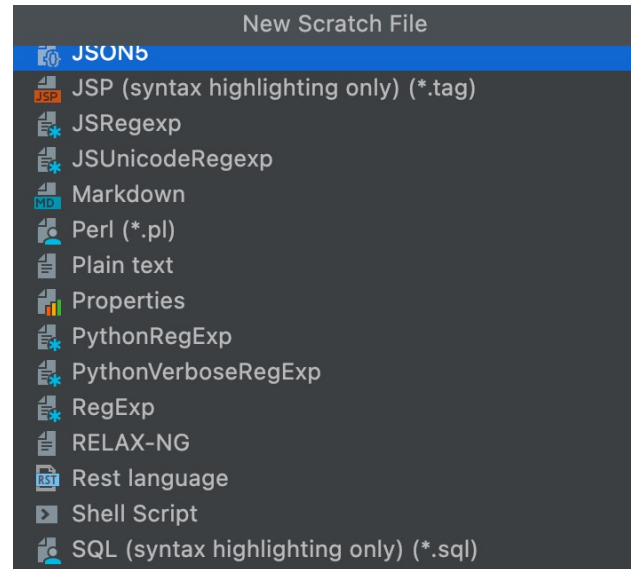 New Scratch File
JSON5
JSP (syntax highlighting only) (*.tag)
JSRegexp
JSUnicodeRegexp
Markdown
Perl (*.pl)
Plain text
Properties
PythonRegExp
PythonVerboseRegExp
RegExp
RELAX-NG
Rest language
Shell Script
SQL (syntax highlighting only) (*.sql)